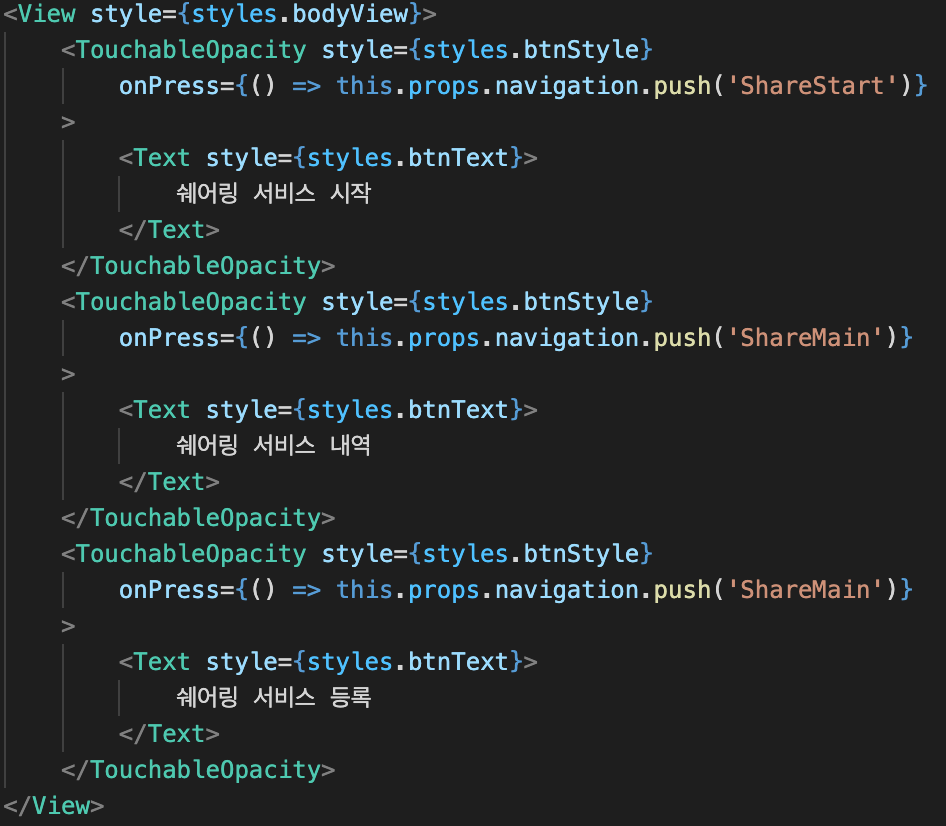 <View style={styles.bodyView}>
    <TouchableOpacity style={styles.btnStyle}
        onPress={() => this.props.navigation.push('ShareStart')}
    >
        <Text style={styles.btnText}>
            쉐어링 서비스 시작
        </Text>
    </TouchableOpacity>
    <TouchableOpacity style={styles.btnStyle}
        onPress={() => this.props.navigation.push('ShareMain')}
    >
        <Text style={styles.btnText}>
            쉐어링 서비스 내역
        </Text>
    </TouchableOpacity>
    <TouchableOpacity style={styles.btnStyle}
        onPress={() => this.props.navigation.push('ShareMain')}
    >
        <Text style={styles.btnText}>
            쉐어링 서비스 등록
        </Text>
    </TouchableOpacity>
</View>